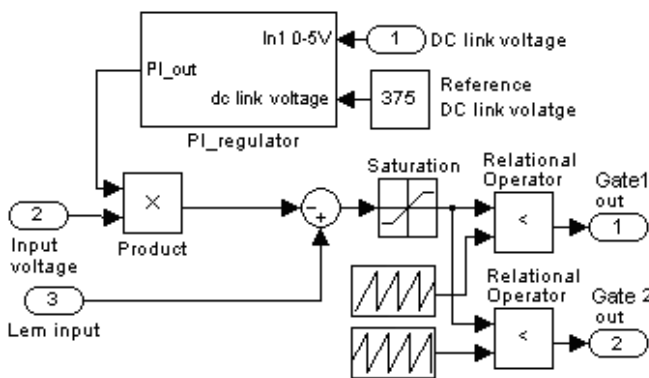 In1 0-5V
1
DC link voltage
PI_out
dc link voltage
375
Reference
DC link volatge
PI_regulator
Saturation
Relational
Operator
Gate1
out
1
2
×
Product
-
+
<
Input
voltage
3
Lem input
Relational
Operator
Gate 2
out
<
2